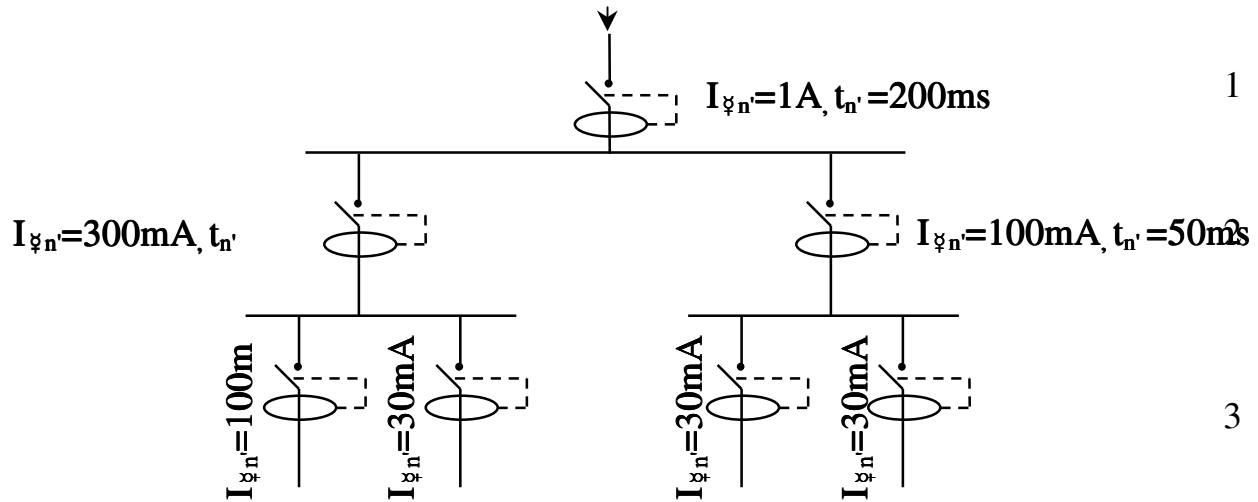 I☿n'=1A, tn'=200ms
1
I☿n'=300mA, tn'
I☿n'=100mA, tn'=50ms
2
I☿n'=100m
I☿n'=30mA
I☿n'=30mA
I☿n'=30mA
3